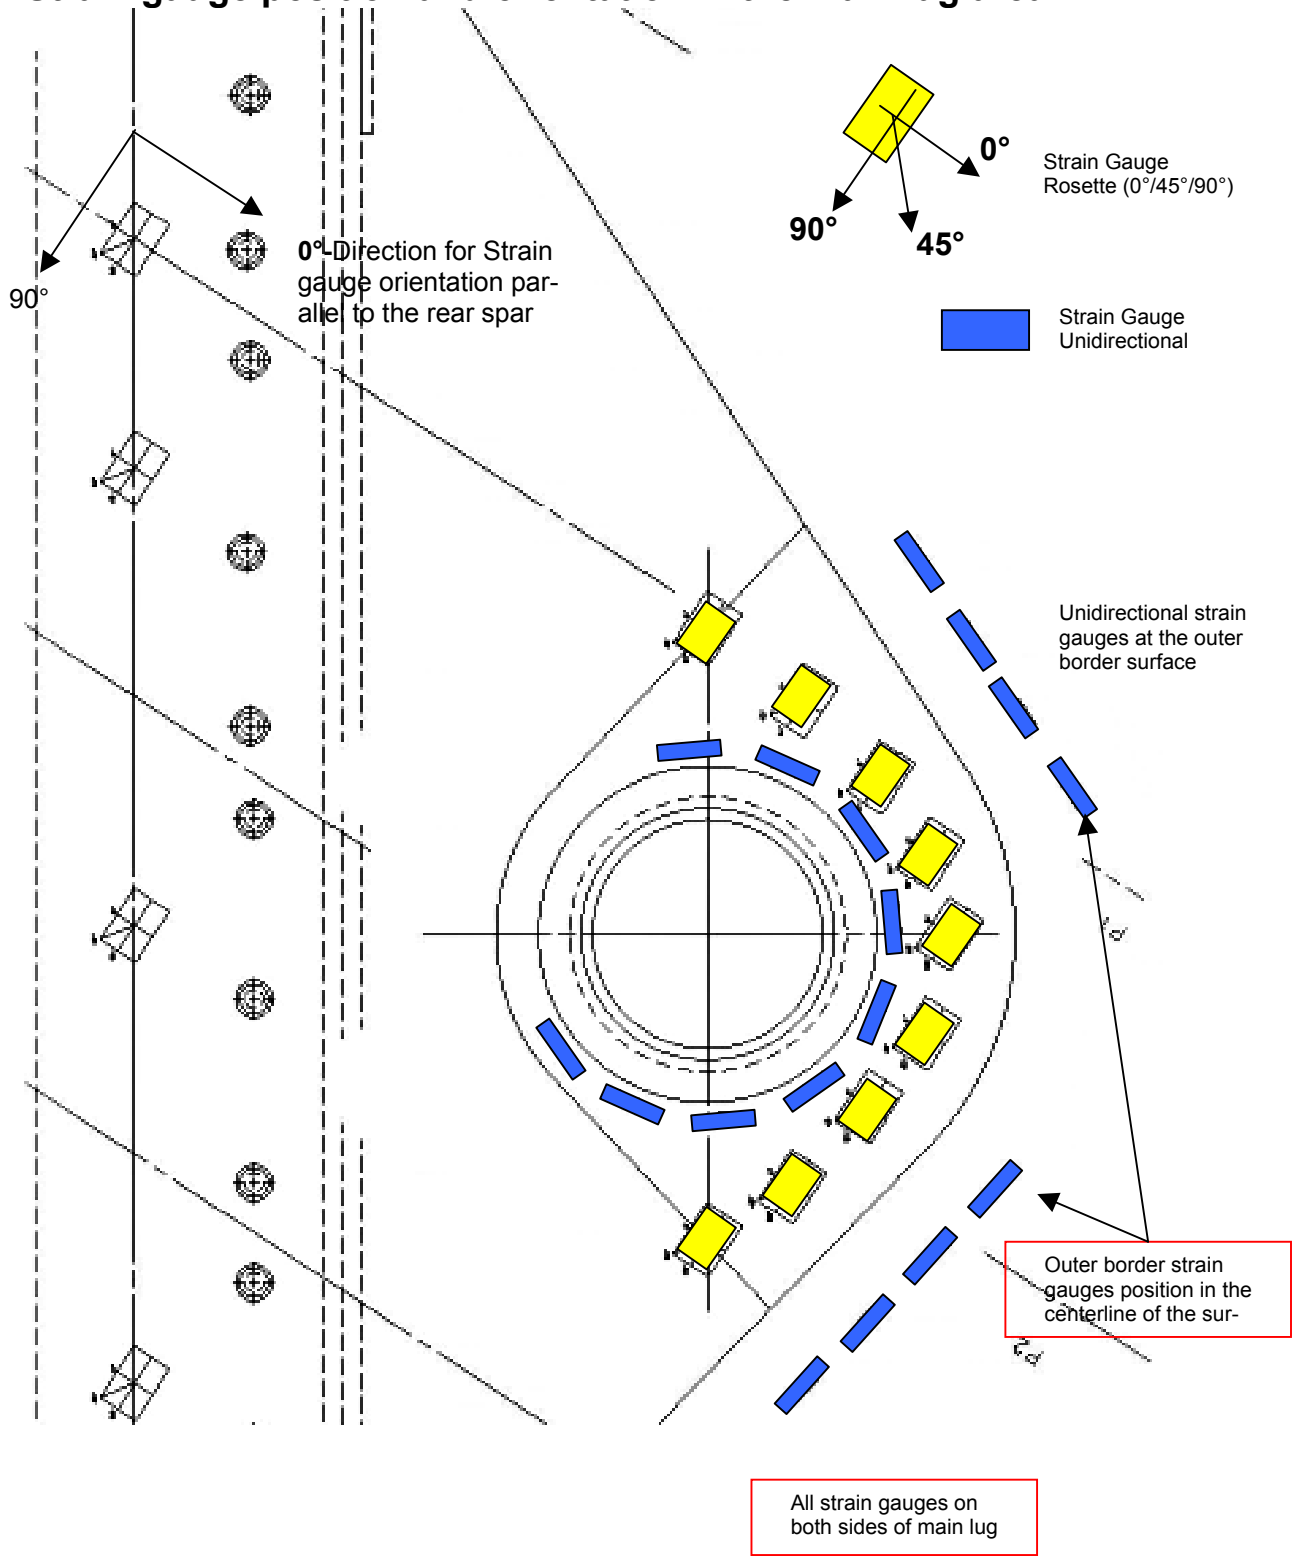 0°
Strain Gauge
Rosette (0°/45°/90°)
90°
45°
0°-Direction for Strain
gauge orientation par-
allel to the rear spar
90°
Strain Gauge
Unidirectional
Unidirectional strain
gauges at the outer
border surface
P1
Outer border strain
gauges position in the
centerline of the sur-
P2
All strain gauges on
both sides of main lug